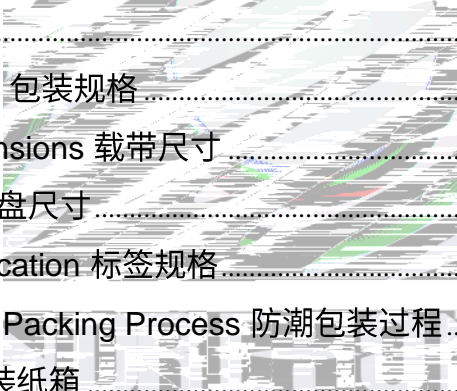 包装规格
nsions 载带尺寸
盘尺寸
cation 标签规格
Packing Process 防潮包装过程
装纸箱